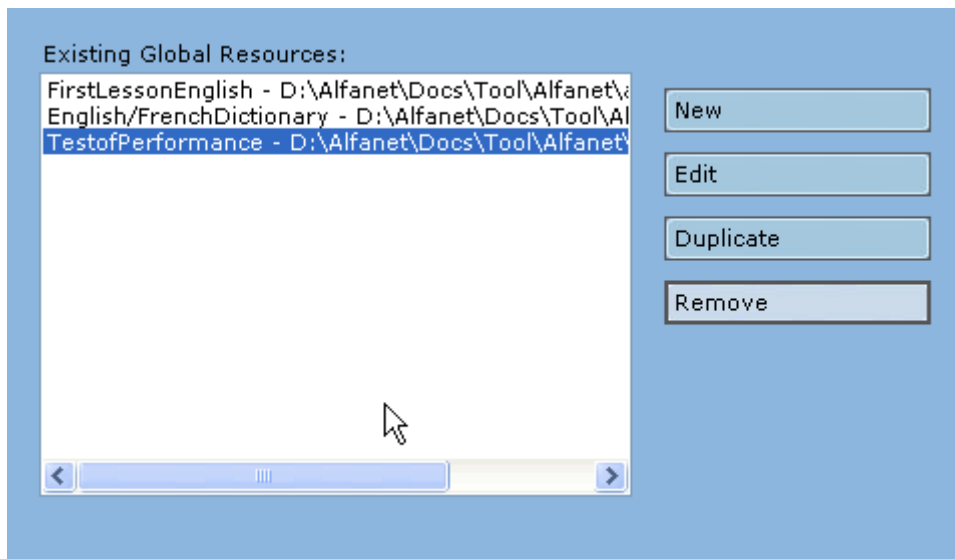 Existing Global Resources:
FirstLessonEnglish - D:\Alfanet\Docs\Tool\Alfanet\
English/FrenchDictionary - D:\Alfanet\Docs\Tool\Al
TestofPerformance - D:\Alfanet\Docs\Tool\Alfanet\
New
Edit
Duplicate
Remove